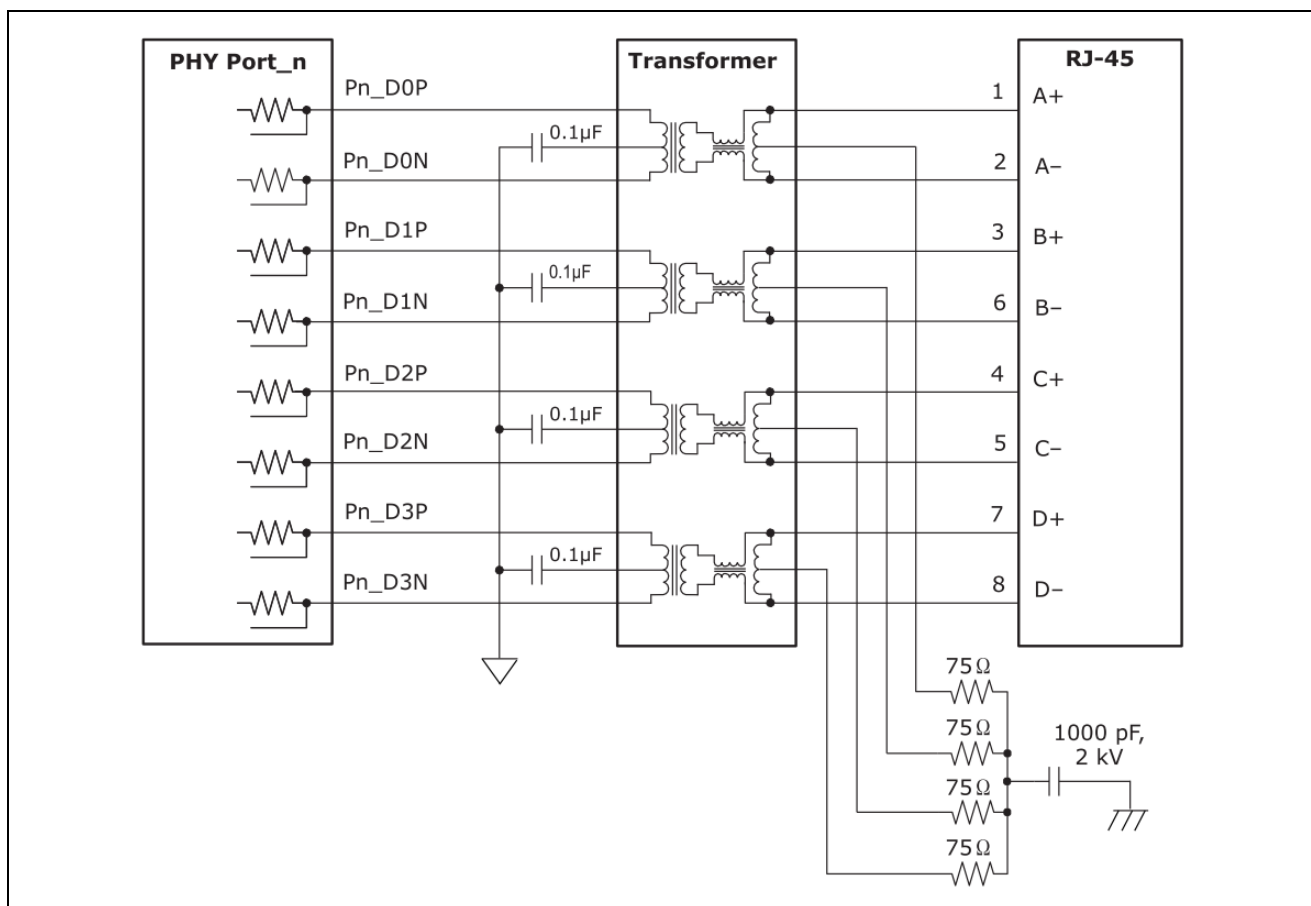 PHY Port_n
Transformer
RJ-45
Pn_D0P
1
A+
0.1µF
Pn_D0N
2
A–
Pn_D1P
3
B+
0.1µF
Pn_D1N
6
B–
Pn_D2P
4
C+
0.1µF
Pn_D2N
5
C–
Pn_D3P
7
D+
0.1µF
Pn_D3N
8
D–
75Ω
75Ω
1000 pF,
2 kV
75Ω
75Ω